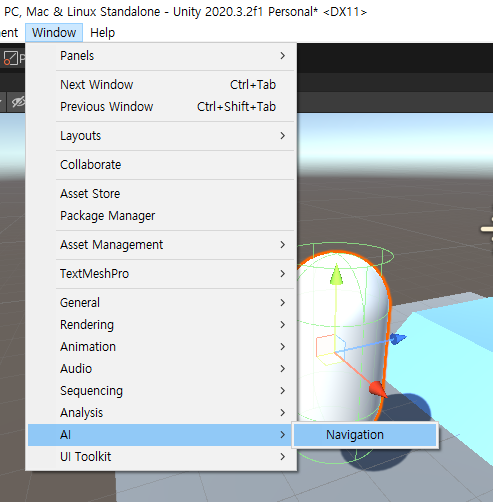 PC, Mac & Linux Standalone - Unity 2020.3.2f1 Personal* <DX11>
ent Window Help
Panels
Next Window Ctrl+Tab
Previous Window Ctrl+Shift+Tab
Layouts
Collaborate
Asset Store
Package Manager
Asset Management
TextMeshPro
General
Rendering
Animation
Audio
Sequencing
Analysis
AI Navigation
UI Toolkit